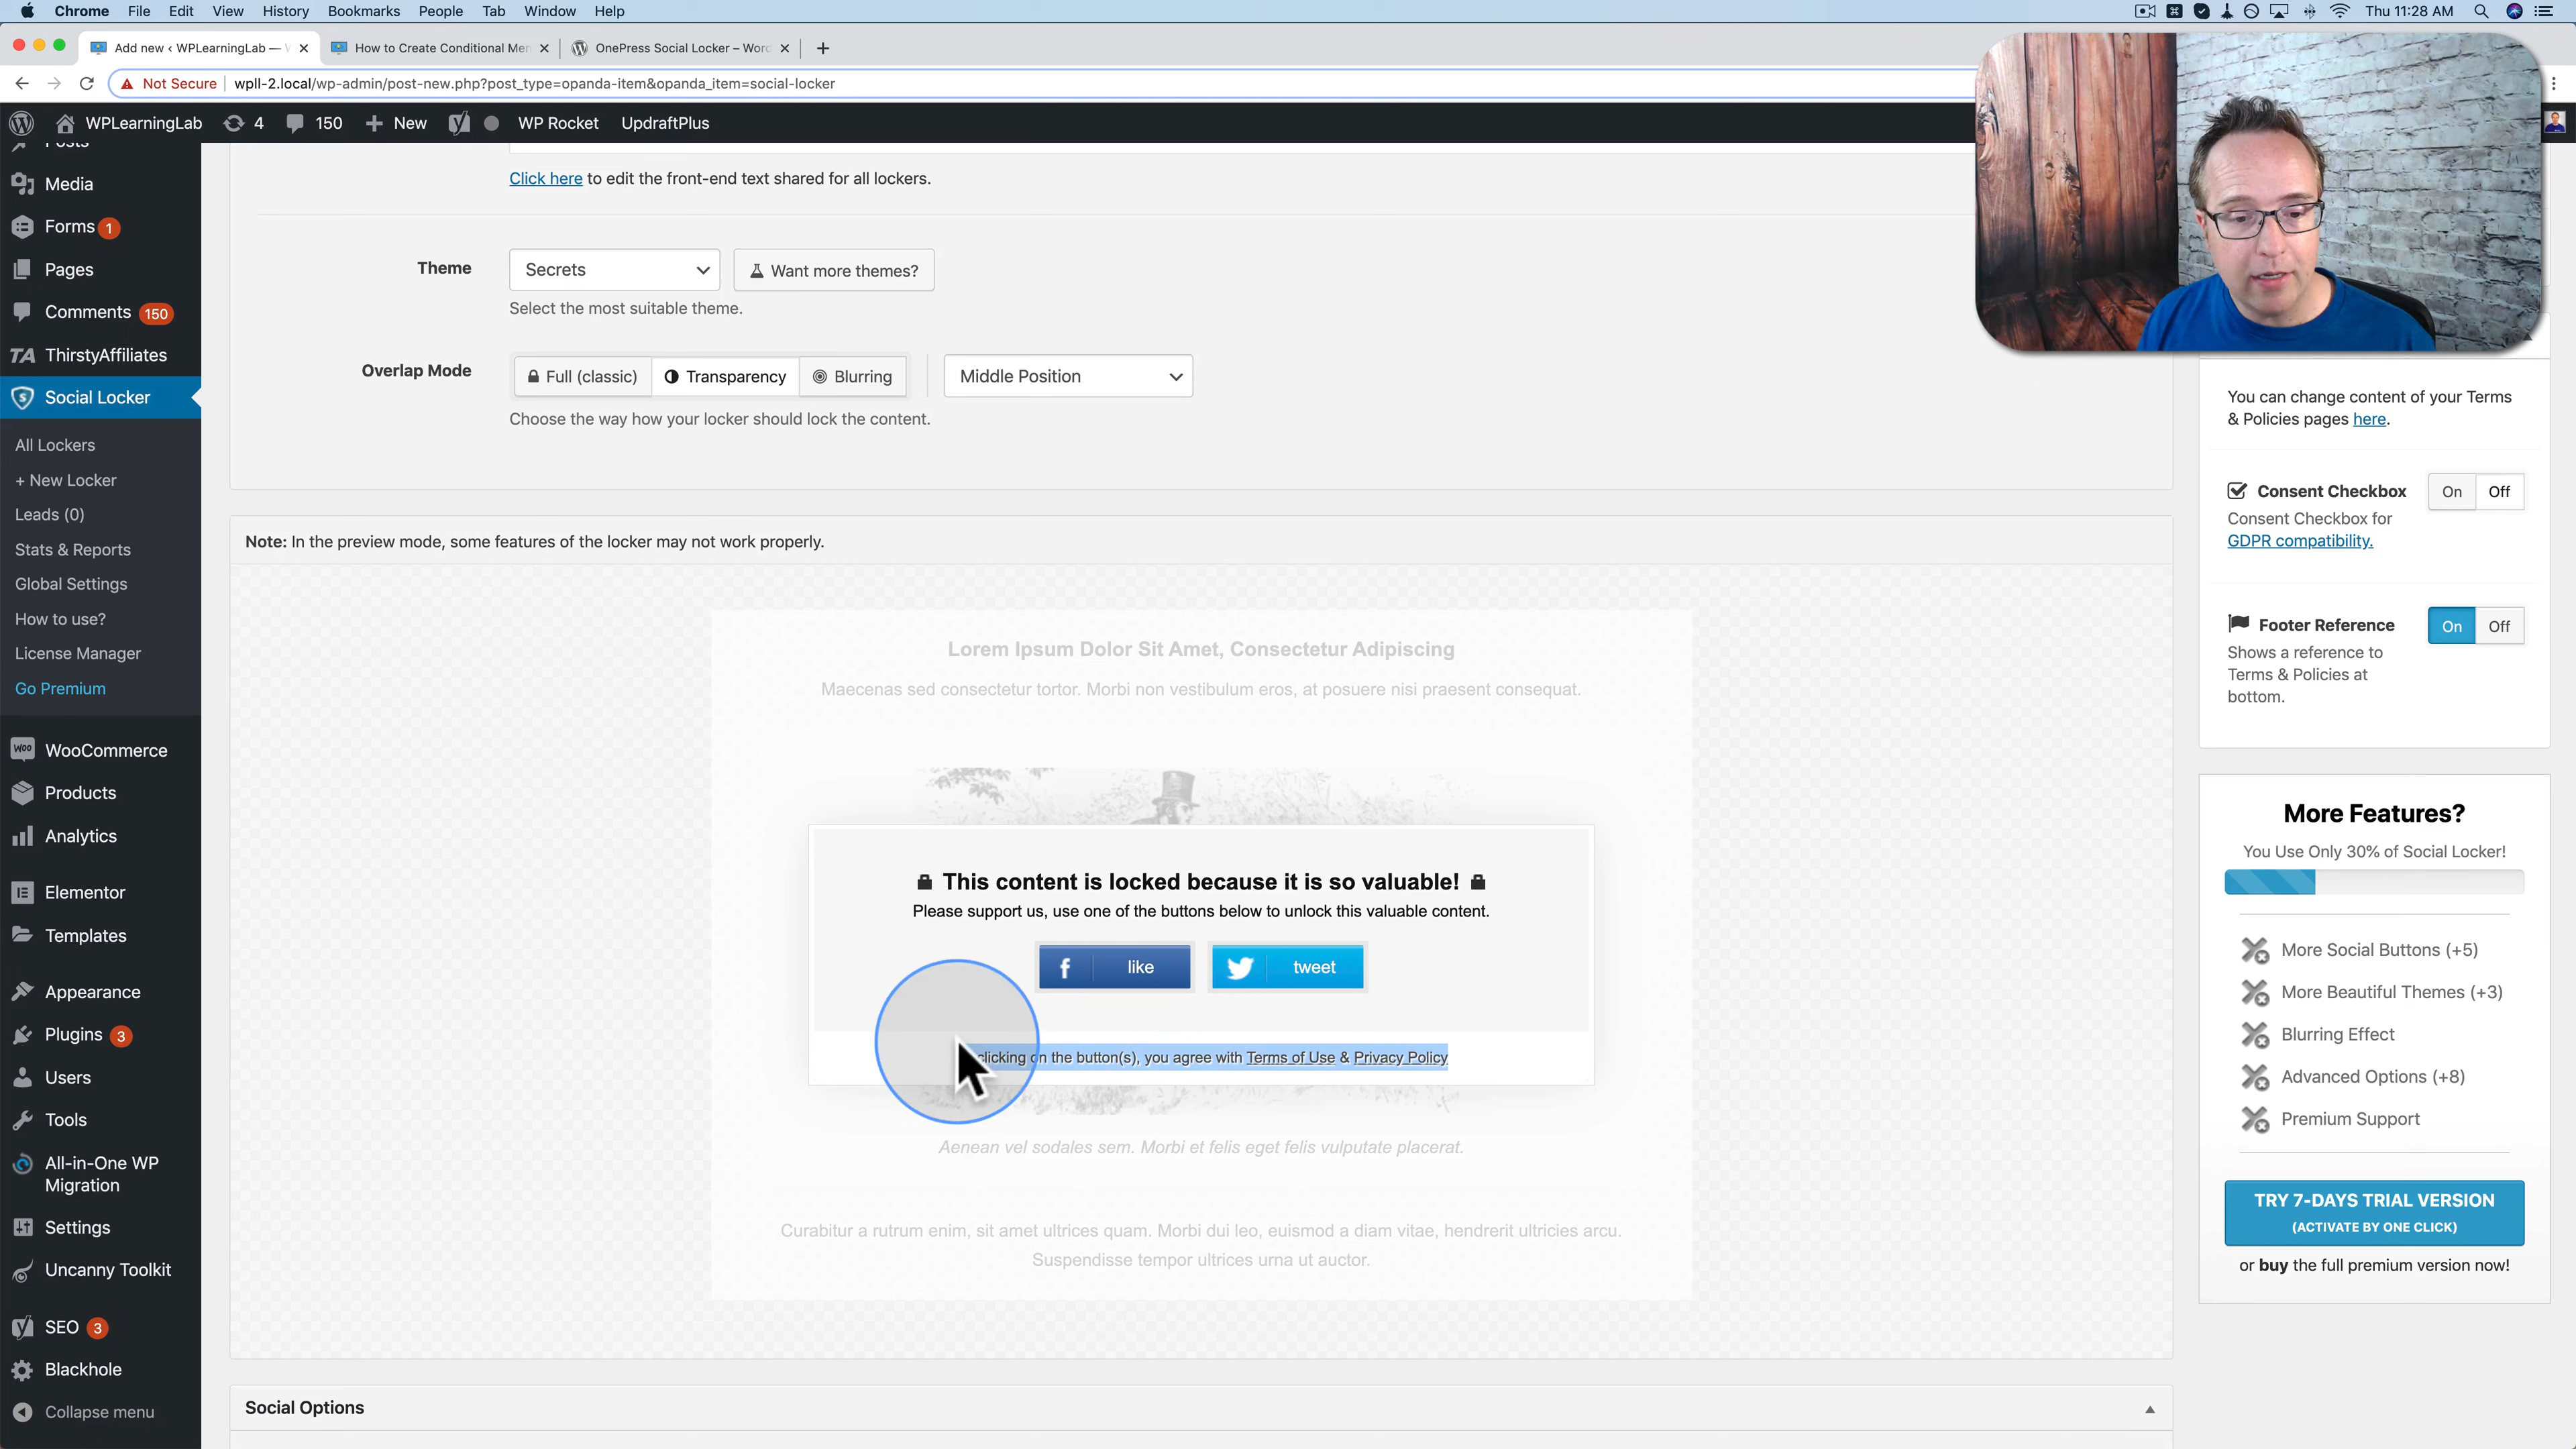 Chrome File Edit View History Bookmarks People Tab Window Help
Thu 11:28 AM
Add new ‹ WPLearningLab —
How to Create Conditional Mer
OnePress Social Locker – Word
Not Secure wpll-2.local/wp-admin/post-new.php?post_type=opanda-item&opanda_item=social-locker
WPLearningLab 4 150 New WP Rocket UpdraftPlus
Posts
Media
Forms 1
Pages
Comments 150
ThirstyAffiliates
Social Locker
All Lockers
+ New Locker
Leads (0)
Stats & Reports
Global Settings
How to use?
License Manager
Go Premium
WooCommerce
Products
Analytics
Elementor
Templates
Appearance
Plugins 3
Users
Tools
All-in-One WP
Migration
Settings
Uncanny Toolkit
SEO 3
Blackhole
Collapse menu
Click here to edit the front-end text shared for all lockers.
Theme Secrets Want more themes?
Select the most suitable theme.
Overlap Mode Full (classic) Transparency Blurring Middle Position
Choose the way how your locker should lock the content.
Note: In the preview mode, some features of the locker may not work properly.
Lorem Ipsum Dolor Sit Amet, Consectetur Adipiscing
Maecenas sed consectetur tortor. Morbi non vestibulum eros, at posuere nisi praesent consequat.
This content is locked because it is so valuable!
Please support us, use one of the buttons below to unlock this valuable content.
like tweet
clicking on the button(s), you agree with Terms of Use & Privacy Policy
Aenean vel sodales sem. Morbi et felis eget felis vulputate placerat.
Curabitur a rutrum enim, sit amet ultrices quam. Morbi dui leo, euismod a diam vitae, hendrerit ultricies arcu.
Suspendisse tempor ultrices urna ut auctor.
Social Options
You can change content of your Terms
& Policies pages here.
Consent Checkbox On Off
Consent Checkbox for
GDPR compatibility.
Footer Reference On Off
Shows a reference to
Terms & Policies at
bottom.
More Features?
You Use Only 30% of Social Locker!
More Social Buttons (+5)
More Beautiful Themes (+3)
Blurring Effect
Advanced Options (+8)
Premium Support
TRY 7-DAYS TRIAL VERSION
(ACTIVATE BY ONE CLICK)
or buy the full premium version now!